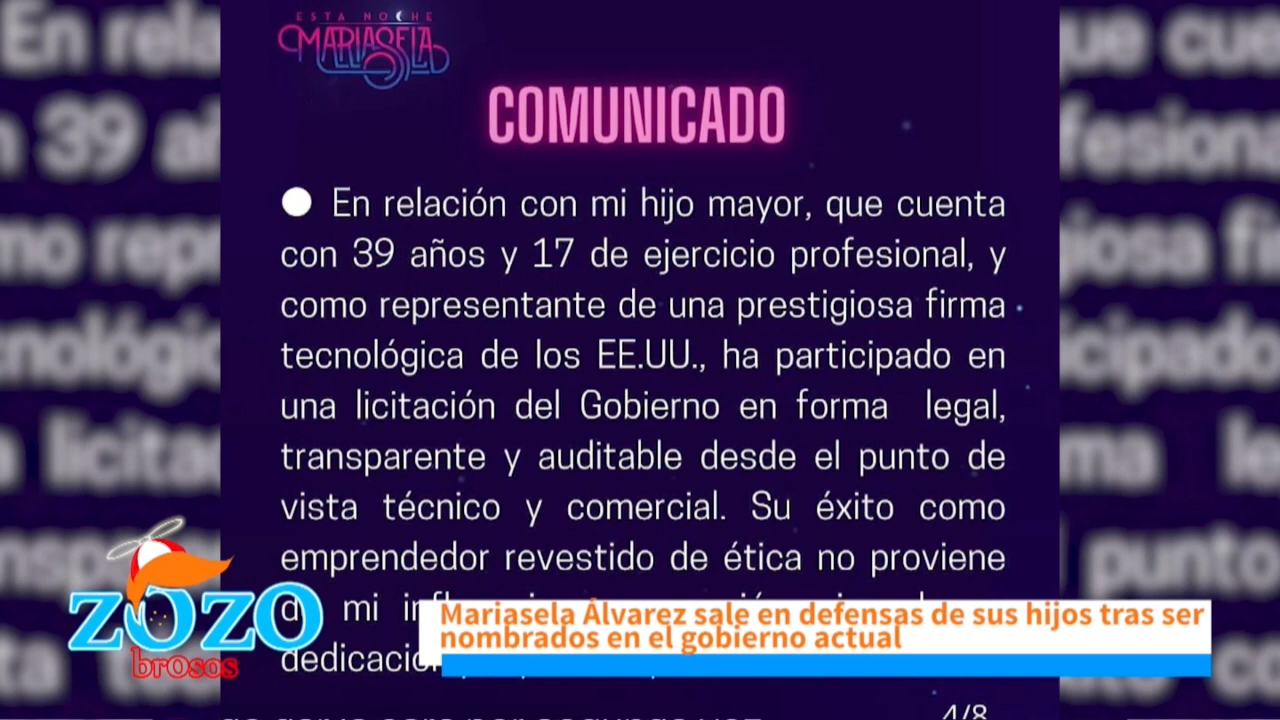 ESTA NOCHE
MARIASELA
COMUNICADO
● En relación con mi hijo mayor, que cuenta
con 39 años y 17 de ejercicio profesional, y
como representante de una prestigiosa firma
tecnológica de los EE.UU., ha participado en
una licitación del Gobierno en forma legal,
transparente y auditable desde el punto de
vista técnico y comercial. Su éxito como
emprendedor revestido de ética no proviene
mi
4/8
ZOZO
brOsos
Mariasela Álvarez sale en defensas de sus hijos tras ser
nombrados en el gobierno actual